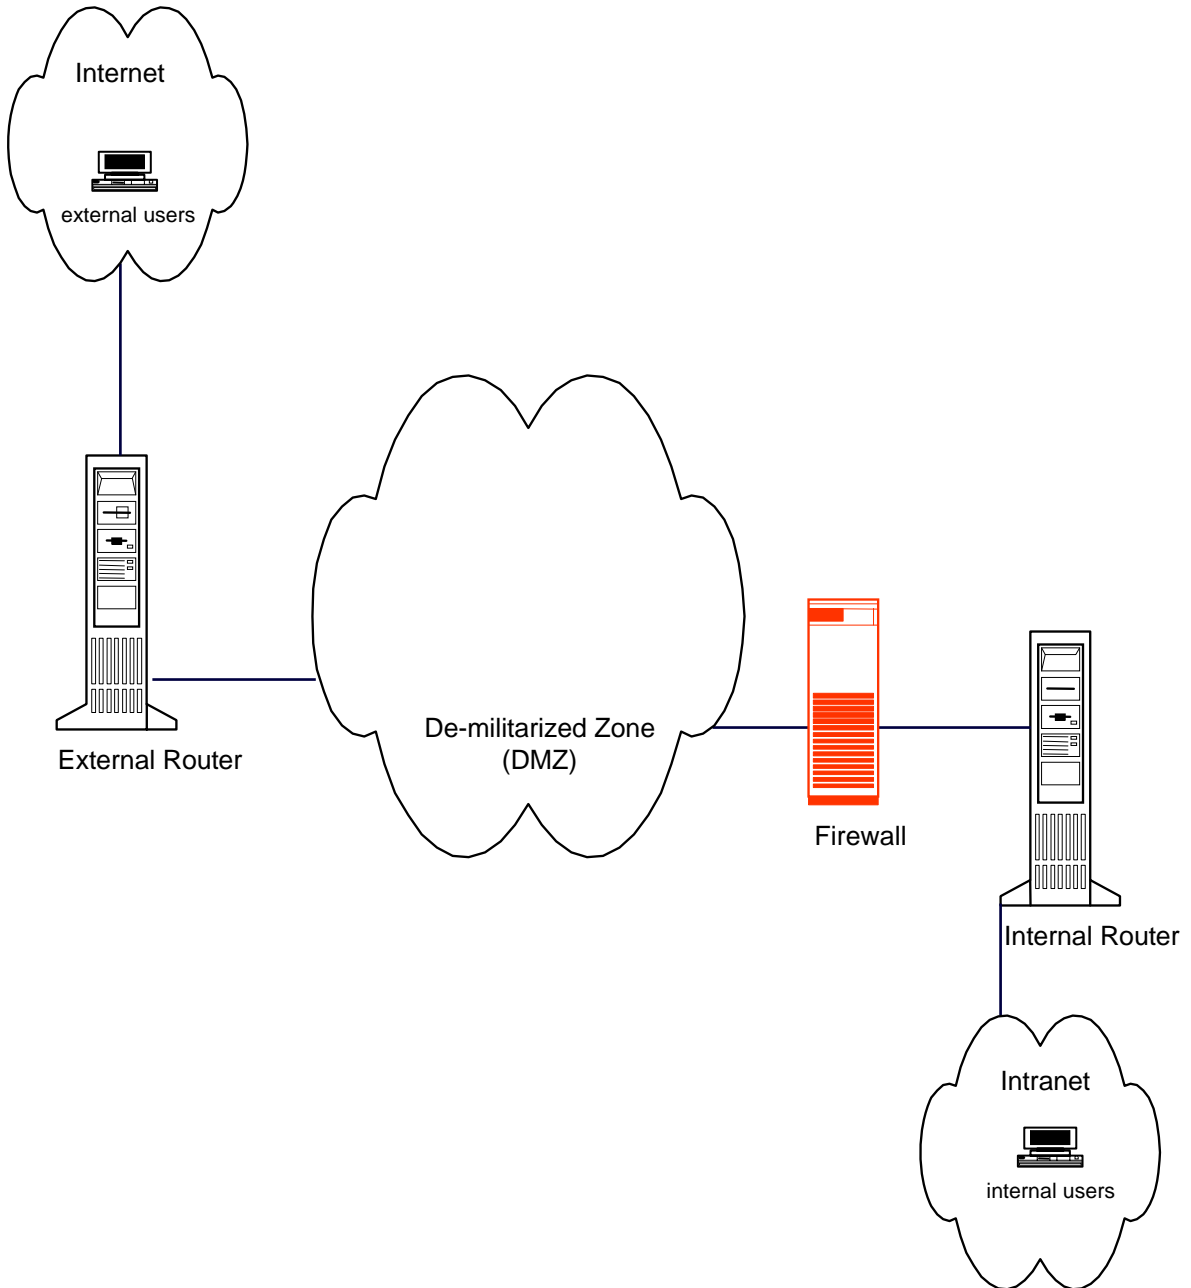 Internet
external users
External Router
De-militarized Zone
(DMZ)
Firewall
Internal Router
Intranet
internal users